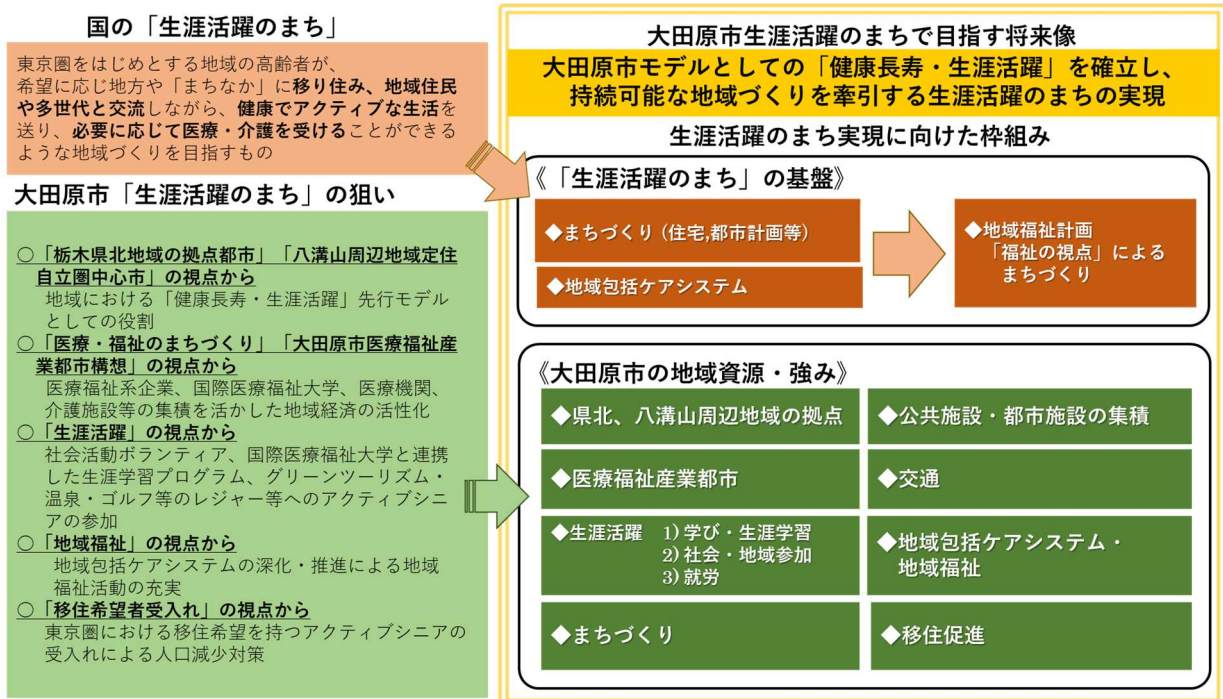 国の「生涯活躍のまち」
東京圏をはじめとする地域の高齢者が、
希望に応じ地方や「まちなか」に移り住み、地域住民
や多世代と交流しながら、健康でアクティブな生活を
送り、必要に応じて医療・介護を受けることができる
ような地域づくりを目指すもの
大田原市「生涯活躍のまち」の狙い
○「栃木県北地域の拠点都市」「八溝山周辺地域定住
自立圏中心市」の視点から
地域における「健康長寿・生涯活躍」先行モデル
としての役割
○「医療・福祉のまちづくり」「大田原市医療福祉産
業都市構想」の視点から
医療福祉系企業、国際医療福祉大学、医療機関、
介護施設等の集積を活かした地域経済の活性化
○「生涯活躍」の視点から
社会活動ボランティア、国際医療福祉大学と連携
した生涯学習プログラム、グリーンツーリズム・
温泉・ゴルフ等のレジャー等へのアクティブシニ
アの参加
○「地域福祉」の視点から
地域包括ケアシステムの深化・推進による地域
福祉活動の充実
○「移住希望者受入れ」の視点から
東京圏における移住希望を持つアクティブシニアの
受入れによる人口減少対策
大田原市生涯活躍のまちで目指す将来像
大田原市モデルとしての「健康長寿・生涯活躍」を確立し、
持続可能な地域づくりを牽引する生涯活躍のまちの実現
生涯活躍のまち実現に向けた枠組み
《「生涯活躍のまち」の基盤》
◆まちづくり（住宅,都市計画等）
◆地域包括ケアシステム
◆地域福祉計画
「福祉の視点」による
まちづくり
《大田原市の地域資源・強み》
◆県北、八溝山周辺地域の拠点
◆公共施設・都市施設の集積
◆医療福祉産業都市
◆交通
◆生涯活躍 1) 学び・生涯学習
2) 社会・地域参加
3) 就労
◆地域包括ケアシステム・
地域福祉
◆まちづくり
◆移住促進